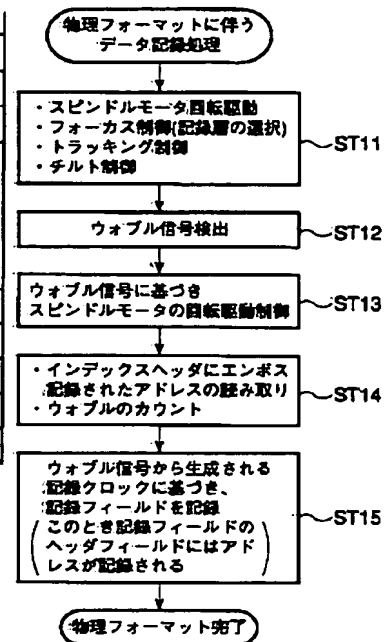 物理フォーマットに伴う
データ記録処理
・スピンドルモータ回転駆動
・フォーカス制御(記録層の選択)
・トラッキング制御
・チルト制御
ST11
ウォブル信号検出
ST12
ウォブル信号に基づき
スピンドルモータの回転駆動制御
ST13
・インデックスヘッダにエンボス
記録されたアドレスの読み取り
・ウォブルのカウント
ST14
ウォブル信号から生成される
記録クロックに基づき、
記録フィールドを記録
(このとき記録フィールドの
ヘッダフィールドにはアド
レスが記録される)
ST15
物理フォーマット完了